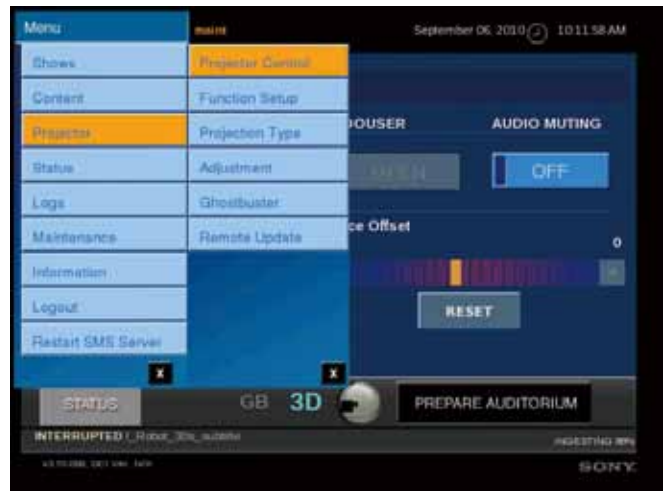 Menu
maint
September 06, 2010 10:11:58 AM
Shows
Projector Control
Content
Function Setup
Projector
Projection Type
DOUSER
AUDIO MUTING
Status
Adjustment
OPEN
OFF
Logs
Ghostbuster
ce Offset
Maintenance
Remote Update
0
Information
Logout
RESET
Restart SMS Server
X
X
STATUS
GB
3D
PREPARE AUDITORIUM
INTERRUPTED
INGESTING
SONY